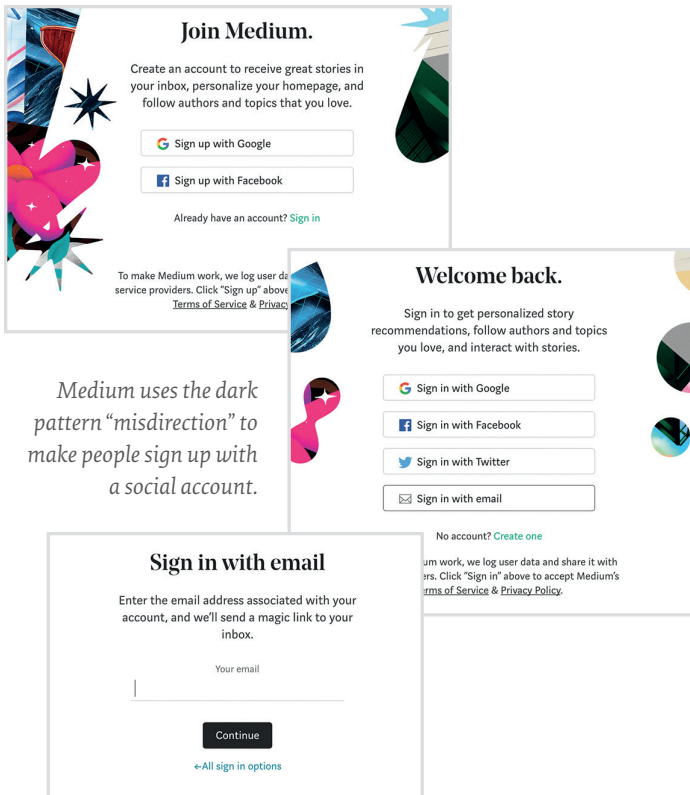 Join Medium.
Create an account to receive great stories in
your inbox, personalize your homepage, and
follow authors and topics that you love.
Sign up with Google
Sign up with Facebook
Already have an account? Sign in
To make Medium work, we log user da
service providers. Click "Sign up" above
Terms of Service & Privac
Welcome back.
Sign in to get personalized story
recommendations, follow authors and topics
you love, and interact with stories.
Sign in with Google
Sign in with Facebook
Sign in with Twitter
Sign in with email
No account? Create one
um work, we log user data and share it with
ers. Click "Sign in" above to accept Medium's
erms of Service & Privacy Policy.
Medium uses the dark
pattern “misdirection” to
make people sign up with
a social account.
Sign in with email
Enter the email address associated with your
account, and we'll send a magic link to your
inbox.
Your email
Continue
←All sign in options